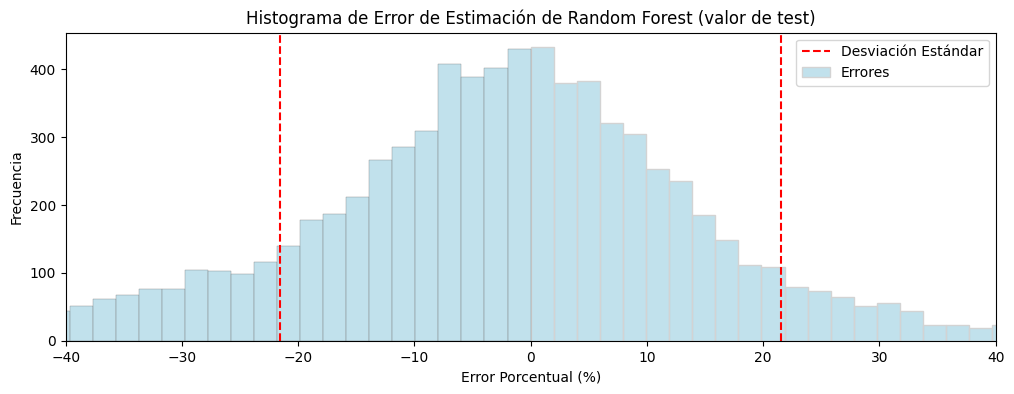 Histograma de Error de Estimación de Random Forest (valor de test)
Desviación Estándar
Errores
Frecuencia
400
300
200
100
0
−40
−30
−20
−10
0
10
20
30
40
Error Porcentual (%)